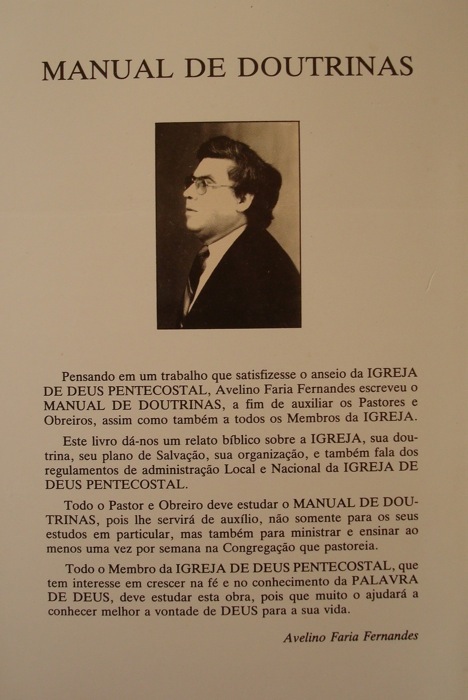 MANUAL DE DOUTRINAS
Pensando em um trabalho que satisfizesse o anseio da IGREJA
DE DEUS PENTECOSTAL, Avelino Faria Fernandes escreveu o
MANUAL DE DOUTRINAS, a fim de auxiliar os Pastores e
Obreiros, assim como também a todos os Membros da IGREJA.
Este livro dá-nos um relato bíblico sobre a IGREJA, sua dou-
trina, seu plano de Salvação, sua organização, e também fala dos
regulamentos de administração Local e Nacional da IGREJA DE
DEUS PENTECOSTAL.
Todo o Pastor e Obreiro deve estudar o MANUAL DE DOU-
TRINAS, pois lhe servirá de auxílio, não somente para os seus
estudos em particular, mas também para ministrar e ensinar ao
menos uma vez por semana na Congregação que pastoreia.
Todo o Membro da IGREJA DE DEUS PENTECOSTAL, que
tem interesse em crescer na fé e no conhecimento da PALAVRA
DE DEUS, deve estudar esta obra, pois que muito o ajudará a
conhecer melhor a vontade de DEUS para a sua vida.
Avelino Faria Fernandes